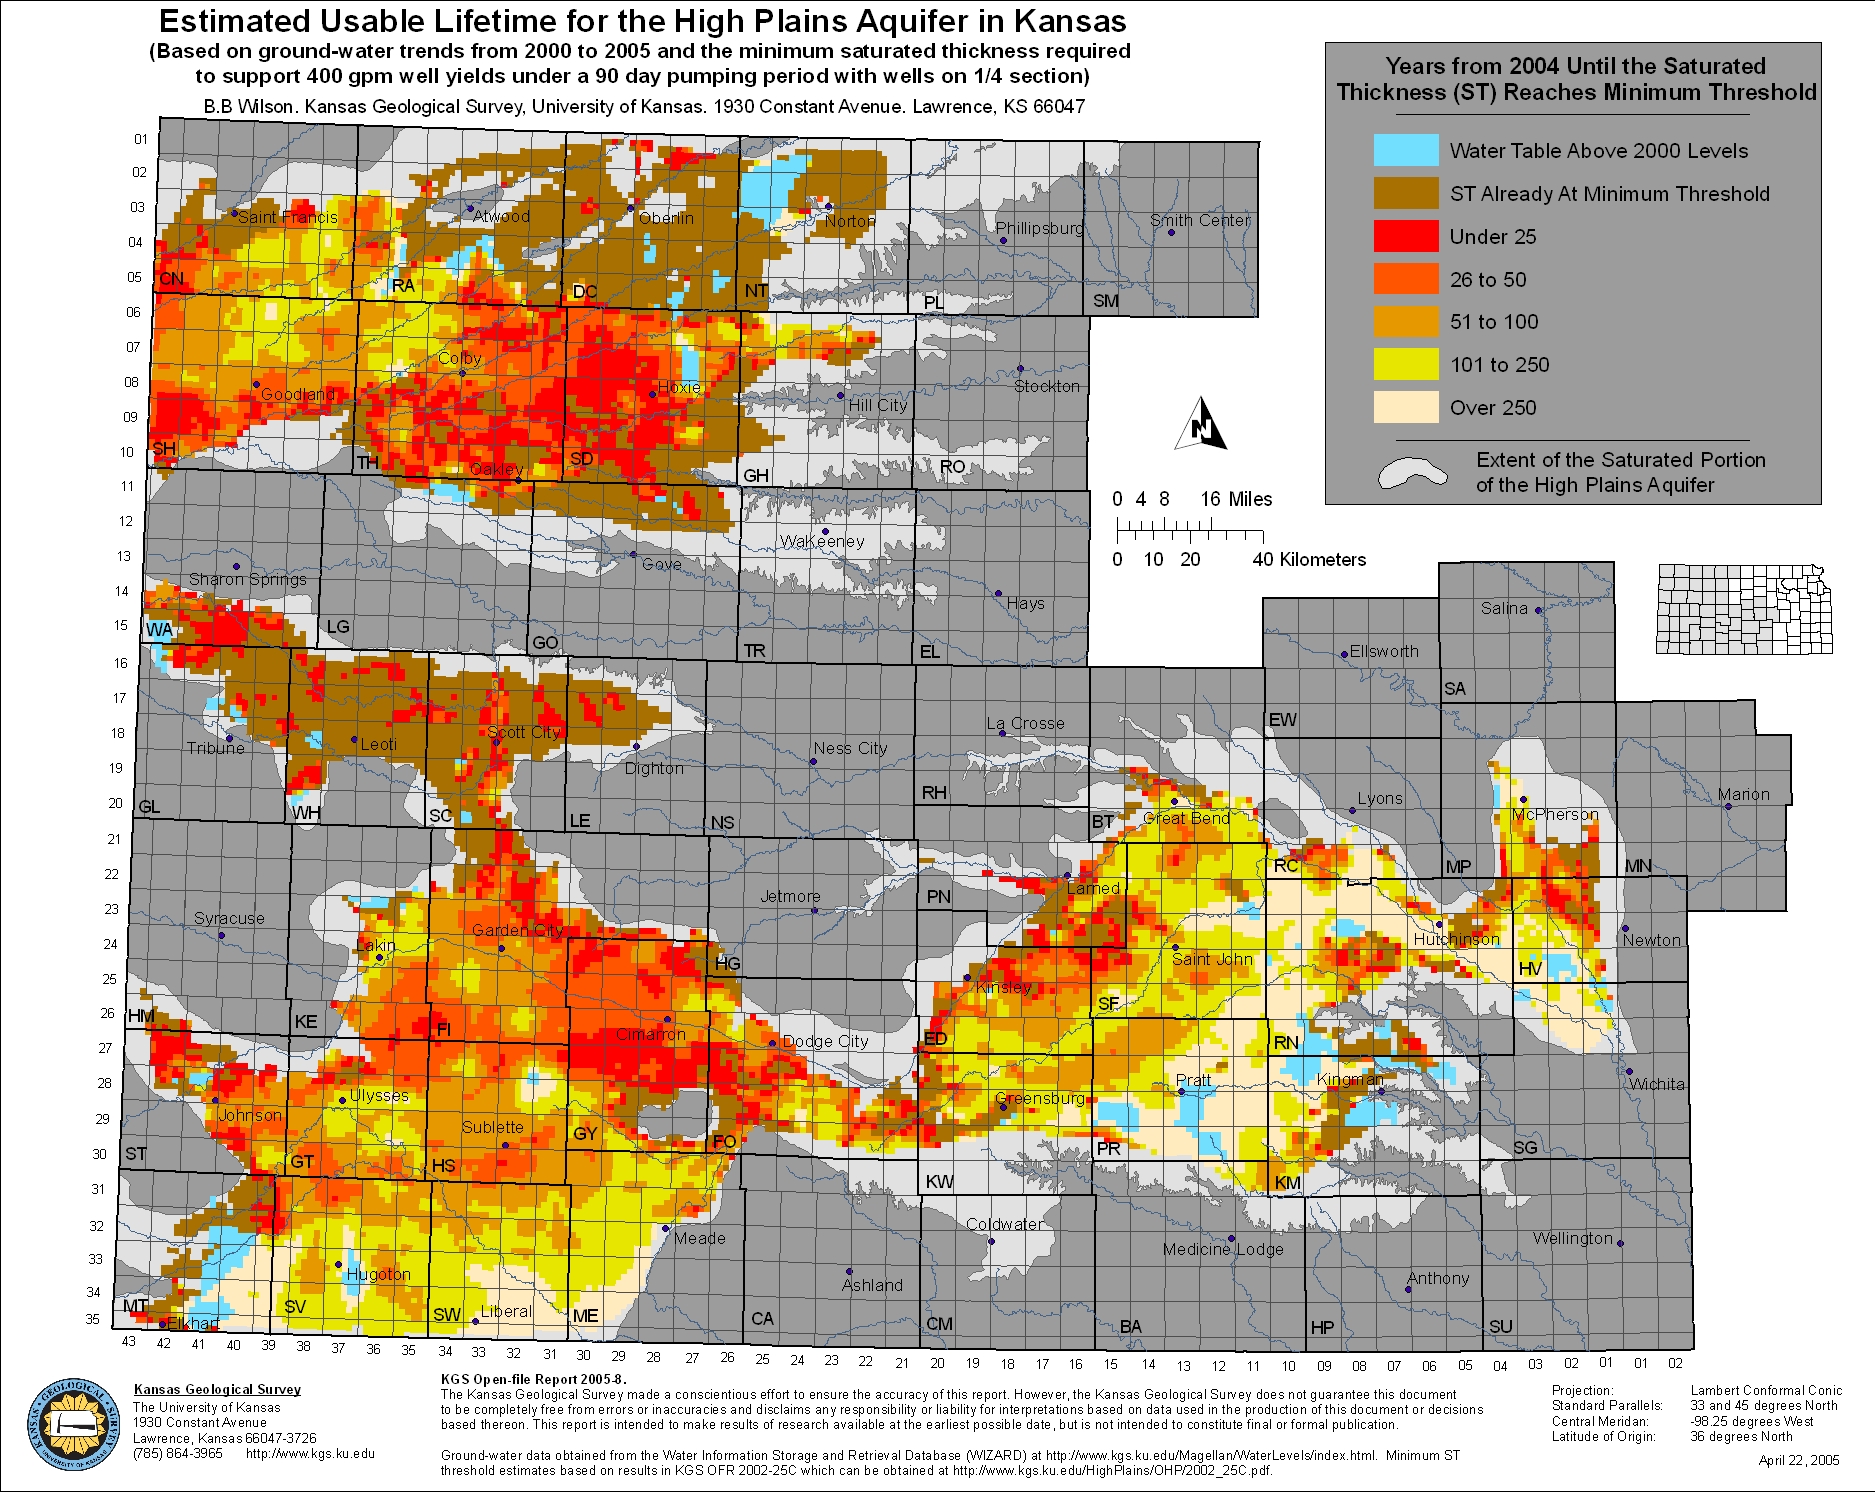 Estimated Usable Lifetime for the High Plains Aquifer in Kansas
(Based on ground-water trends from 2000 to 2005 and the minimum saturated thickness required
to support 400 gpm well yields under a 90 day pumping period with wells on 1/4 section)
B.B Wilson. Kansas Geological Survey, University of Kansas. 1930 Constant Avenue. Lawrence, KS 66047
Years from 2004 Until the Saturated
Thickness (ST) Reaches Minimum Threshold
Water Table Above 2000 Levels
ST Already At Minimum Threshold
Under 25
26 to 50
51 to 100
101 to 250
Over 250
Extent of the Saturated Portion
of the High Plains Aquifer
N
0 4 8 16 Miles
0 10 20 40 Kilometers
01
02
03
04
05
06
07
08
09
10
11
12
13
14
15
16
17
18
19
20
21
22
23
24
25
26
27
28
29
30
31
32
33
34
35
Saint Francis
Atwood
Oberlin
Norton
Phillipsburg
Smith Center
CN
RA
DC
NT
PL
SM
Colby
Goodland
Hoxie
Hill City
Stockton
SH
TH
Oakley
SD
GH
RO
WaKeeney
Gove
Sharon Springs
Hays
WA
LG
GO
TR
EL
Salina
Ellsworth
SA
EW
Tribune
Leoti
Scott City
Dighton
Ness City
La Crosse
GL
WH
SC
LE
NS
RH
BT
Great Bend
Lyons
McPherson
Marion
RC
MP
MN
Syracuse
Lakin
Garden City
Jetmore
PN
Larned
Saint John
Hutchinson
Newton
HG
Kinsley
SF
HV
HM
KE
FI
Cimarron
Dodge City
ED
RN
Johnson
Ulysses
Sublette
Greensburg
Pratt
Kingman
Wichita
ST
GT
HS
GY
FO
KW
PR
KM
SG
Meade
Coldwater
Medicine Lodge
Wellington
Hugoton
Ashland
Anthony
MT
Elkhart
SV
SW
Liberal
ME
CA
CM
BA
HP
SU
43 42 41 40 39 38 37 36 35 34 33 32 31 30 29 28 27 26 25 24 23 22 21 20 19 18 17 16 15 14 13 12 11 10 09 08 07 06 05 04 03 02 01 01 02
KANSAS GEOLOGICAL SURVEY
UNIVERSITY OF KANSAS
Kansas Geological Survey
The University of Kansas
1930 Constant Avenue
Lawrence, Kansas 66047-3726
(785) 864-3965 http://www.kgs.ku.edu
KGS Open-file Report 2005-8.
The Kansas Geological Survey made a conscientious effort to ensure the accuracy of this report. However, the Kansas Geological Survey does not guarantee this document
to be completely free from errors or inaccuracies and disclaims any responsibility or liability for interpretations based on data used in the production of this document or decisions
based thereon. This report is intended to make results of research available at the earliest possible date, but is not intended to constitute final or formal publication.
Ground-water data obtained from the Water Information Storage and Retrieval Database (WIZARD) at http://www.kgs.ku.edu/Magellan/WaterLevels/index.html. Minimum ST
threshold estimates based on results in KGS OFR 2002-25C which can be obtained at http://www.kgs.ku.edu/HighPlains/OHP/2002_25C.pdf.
Projection: Lambert Conformal Conic
Standard Parallels: 33 and 45 degrees North
Central Meridian: -98.25 degrees West
Latitude of Origin: 36 degrees North
April 22, 2005